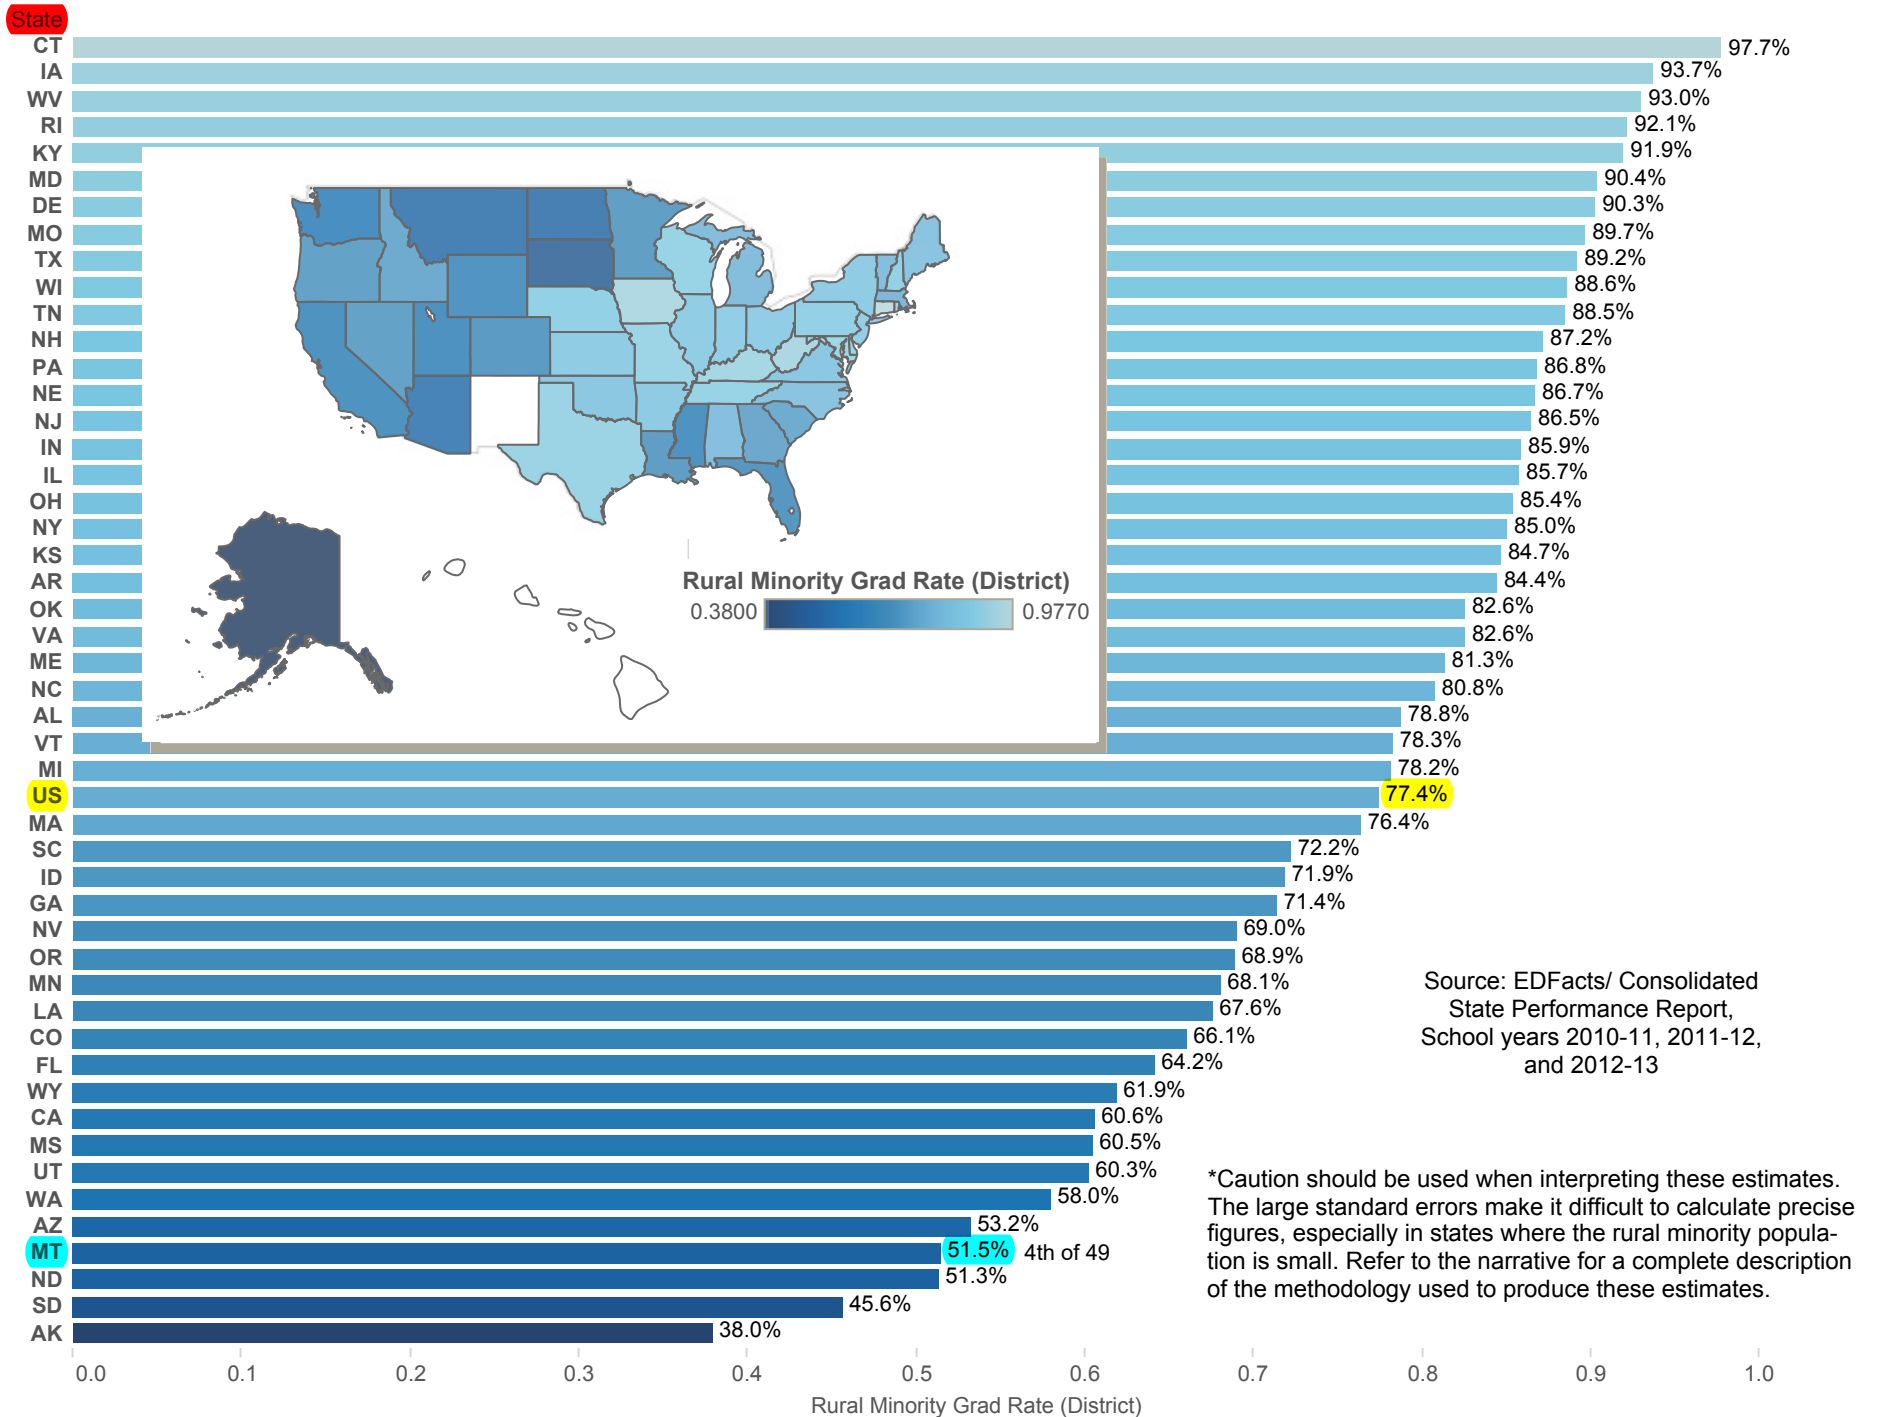 State
CT 97.7%
IA 93.7%
WV 93.0%
RI 92.1%
KY 91.9%
MD 90.4%
DE 90.3%
MO 89.7%
TX 89.2%
WI 88.6%
TN 88.5%
NH 87.2%
PA 86.8%
NE 86.7%
NJ 86.5%
IN 85.9%
IL 85.7%
OH 85.4%
NY 85.0%
KS 84.7%
AR 84.4%
OK 82.6%
VA 82.6%
ME 81.3%
NC 80.8%
AL 78.8%
VT 78.3%
MI 78.2%
US 77.4%
MA 76.4%
SC 72.2%
ID 71.9%
GA 71.4%
NV 69.0%
OR 68.9%
MN 68.1%
LA 67.6%
CO 66.1%
FL 64.2%
WY 61.9%
CA 60.6%
MS 60.5%
UT 60.3%
WA 58.0%
AZ 53.2%
MT 51.5% 4th of 49
ND 51.3%
SD 45.6%
AK 38.0%
0.0 0.1 0.2 0.3 0.4 0.5 0.6 0.7 0.8 0.9 1.0
Rural Minority Grad Rate (District)
Rural Minority Grad Rate (District)
0.3800 0.9770
Source: EDFacts/ Consolidated
State Performance Report,
School years 2010-11, 2011-12,
and 2012-13
*Caution should be used when interpreting these estimates.
The large standard errors make it difficult to calculate precise
figures, especially in states where the rural minority popula-
tion is small. Refer to the narrative for a complete description
of the methodology used to produce these estimates.